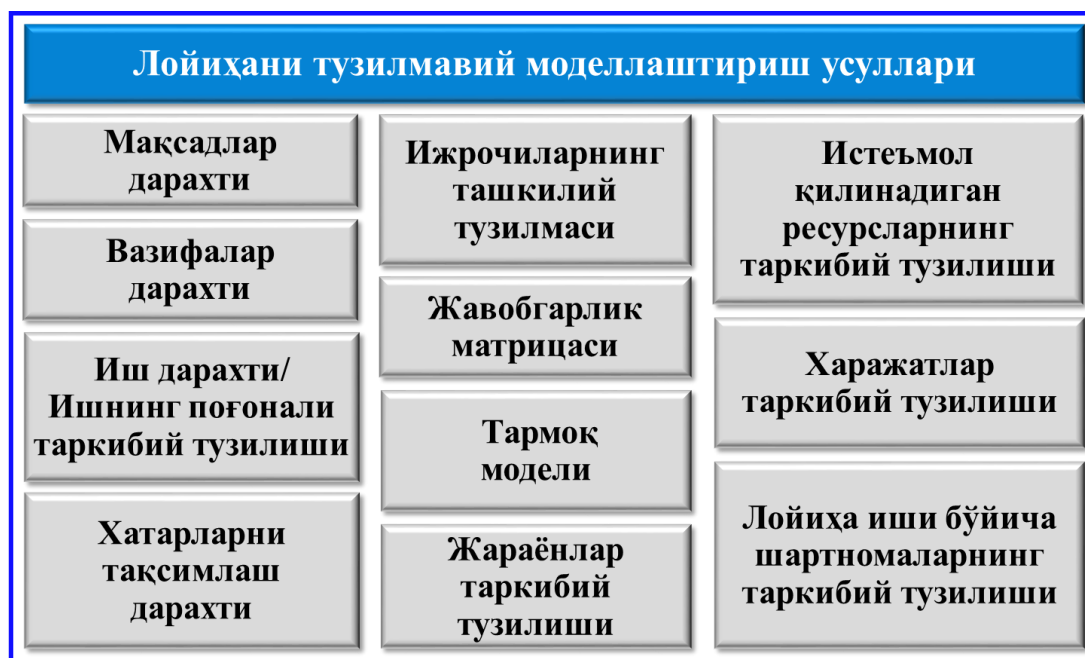 Лойиҳани тузилмавий моделлаштириш усуллари
Мақсадлар
дарахти
Вазифалар
дарахти
Иш дарахти/
Ишнинг поғонали
таркибий тузилиши
Хатарларни
тақсимлаш
дарахти
Ижрочиларнинг
ташкилий
тузилмаси
Жавобгарлик
матрицаси
Тармоқ
модели
Жараёнлар
таркибий
тузилиши
Истеъмол
қилинадиган
ресурсларнинг
таркибий тузилиши
Харажатлар
таркибий тузилиши
Лойиҳа иши бўйича
шартномаларнинг
таркибий тузилиши